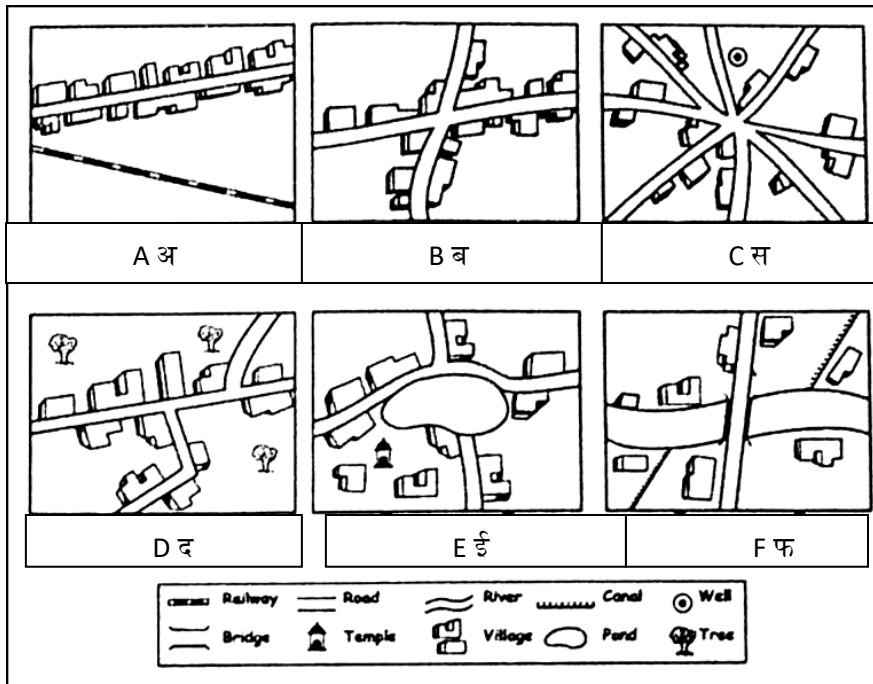 A अ B ब C स
D द E ई F फ
Railway Road River Canal Well
Bridge Temple Village Pond Tree